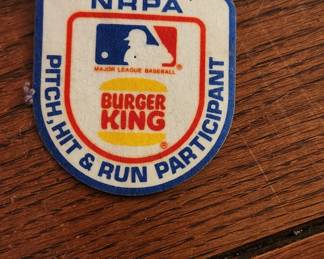 NRPA
MAJOR LEAGUE BASEBALL ®
BURGER
KING ®
PITCH, HIT & RUN PARTICIPANT